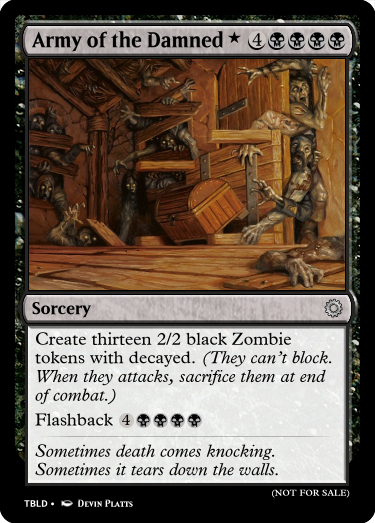 Army of the Damned ★ 4
Sorcery
Create thirteen 2/2 black Zombie
tokens with decayed. (They can't block.
When they attacks, sacrifice them at end
of combat.)
Flashback 4
Sometimes death comes knocking.
Sometimes it tears down the walls.
TBLD • Devin Platts
(NOT FOR SALE)